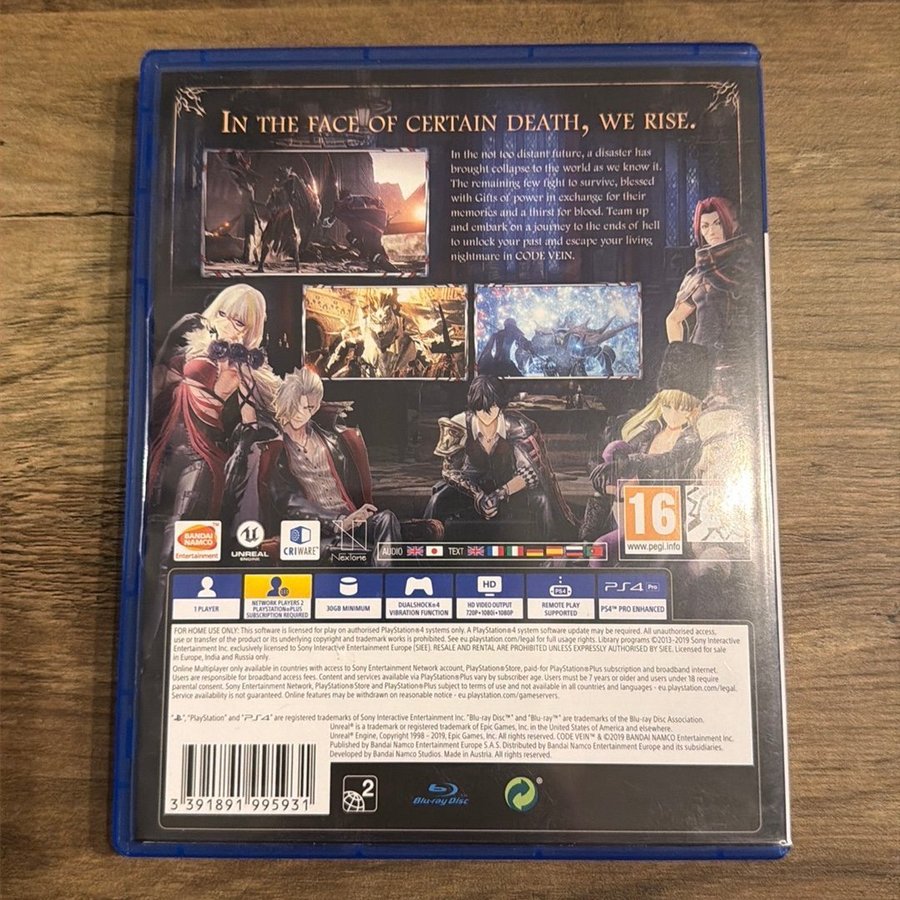 In the face of certain death, we rise.
In the not too distant future, a disaster has
brought collapse to the world as we know it.
The remaining few fight to survive, blessed
with Gifts of power in exchange for their
memories and a thirst for blood. Team up
and embark on a journey to the ends of hell
to unlock your past and escape your living
nightmare in CODE VEIN.
16
www.pegi.info
BANDAI
NAMCO
Entertainment
UNREAL
ENGINE
CRIWARE™
NexTone
AUDIO TEXT
1 PLAYER
NETWORK PLAYERS 2
PLAYSTATION®PLUS
SUBSCRIPTION REQUIRED
30GB MINIMUM
DUALSHOCK®4
VIBRATION FUNCTION
HD
HD VIDEO OUTPUT
720P•1080i•1080P
PS4
REMOTE PLAY
SUPPORTED
PS4 Pro
PS4™ PRO ENHANCED
FOR HOME USE ONLY: This software is licensed for play on authorised PlayStation®4 systems only. A PlayStation®4 system software update may be required. All unauthorised access,
use or transfer of the product or its underlying copyright and trademark works is prohibited. See eu.playstation.com/legal for full usage rights. Library programs ©2013-2019 Sony Interactive
Entertainment Inc. exclusively licensed to Sony Interactive Entertainment Europe (SIEE). RESALE AND RENTAL ARE PROHIBITED UNLESS EXPRESSLY AUTHORISED BY SIEE. Licensed for sale
in Europe, India and Russia only.
Online Multiplayer only available in countries with access to Sony Entertainment Network account, PlayStation®Store, paid-for PlayStation®Plus subscription and broadband internet.
Users are responsible for broadband access fees. Content and services available via PlayStation®Plus vary by subscriber age. Users must be 7 years or older and users under 18 require
parental consent. Sony Entertainment Network, PlayStation®Store and PlayStation®Plus subject to terms of use and not available in all countries and languages - eu.playstation.com/legal.
Service availability is not guaranteed. Online features may be withdrawn on reasonable notice - eu.playstation.com/gameservers.
", "PlayStation" and "PS4" are registered trademarks of Sony Interactive Entertainment Inc. "Blu-ray Disc™" and "Blu-ray™" are trademarks of the Blu-ray Disc Association.
Unreal® is a trademark or registered trademark of Epic Games, Inc. in the United States of America and elsewhere.
Unreal® Engine, Copyright 1998 – 2019, Epic Games, Inc. All rights reserved. CODE VEIN™ & ©2019 BANDAI NAMCO Entertainment Inc.
Published by Bandai Namco Entertainment Europe S.A.S. Distributed by Bandai Namco Entertainment Europe and its subsidiaries.
Developed by Bandai Namco Studios. Made in Austria. All rights reserved.
3 391891 995931
2
Blu-ray Disc